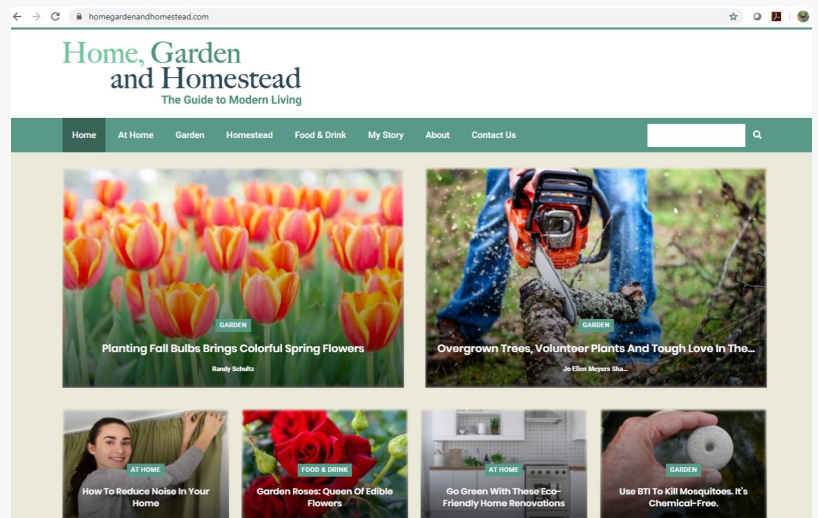 homegardenandhomestead.com
Home, Garden
and Homestead
The Guide to Modern Living
Home At Home Garden Homestead Food & Drink My Story About Contact Us
GARDEN
Planting Fall Bulbs Brings Colorful Spring Flowers
Randy Schultz
GARDEN
Overgrown Trees, Volunteer Plants And Tough Love In The...
Jo Ellen Meyers Sha...
AT HOME
How To Reduce Noise In Your
Home
FOOD & DRINK
Garden Roses: Queen Of Edible
Flowers
AT HOME
Go Green With These Eco-
Friendly Home Renovations
GARDEN
Use BTI To Kill Mosquitoes. It's
Chemical-Free.